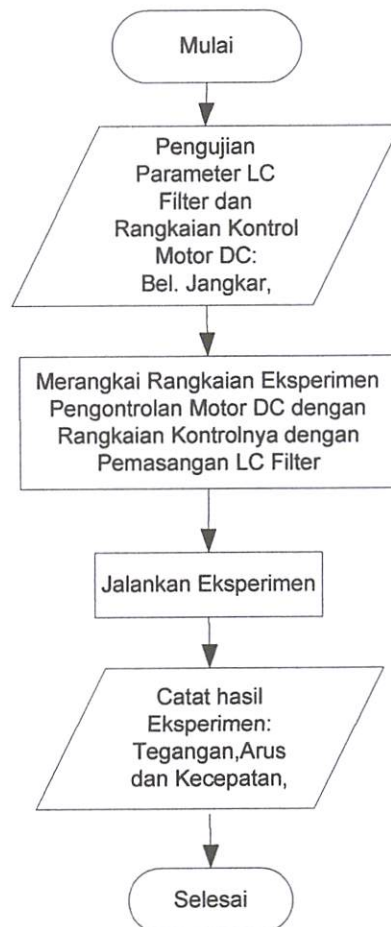 Mulai
Pengujian
Parameter LC
Filter dan
Rangkaian Kontrol
Motor DC:
Bel. Jangkar,
Merangkai Rangkaian Eksperimen
Pengontrolan Motor DC dengan
Rangkaian Kontrolnya dengan
Pemasangan LC Filter
Jalankan Eksperimen
Catat hasil
Eksperimen:
Tegangan,Arus
dan Kecepatan,
Selesai